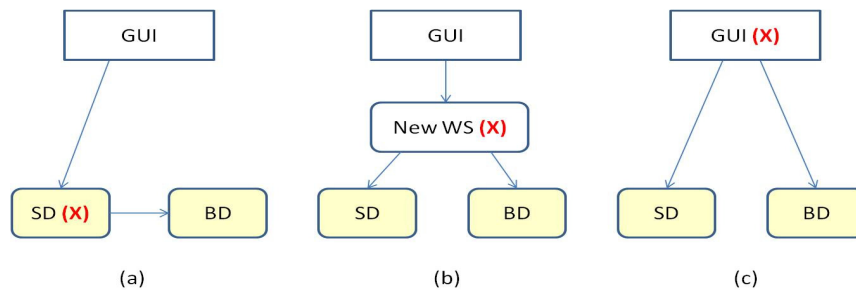 GUI
GUI
GUI (X)
New WS (X)
SD (X)
BD
SD
BD
SD
BD
(a)
(b)
(c)